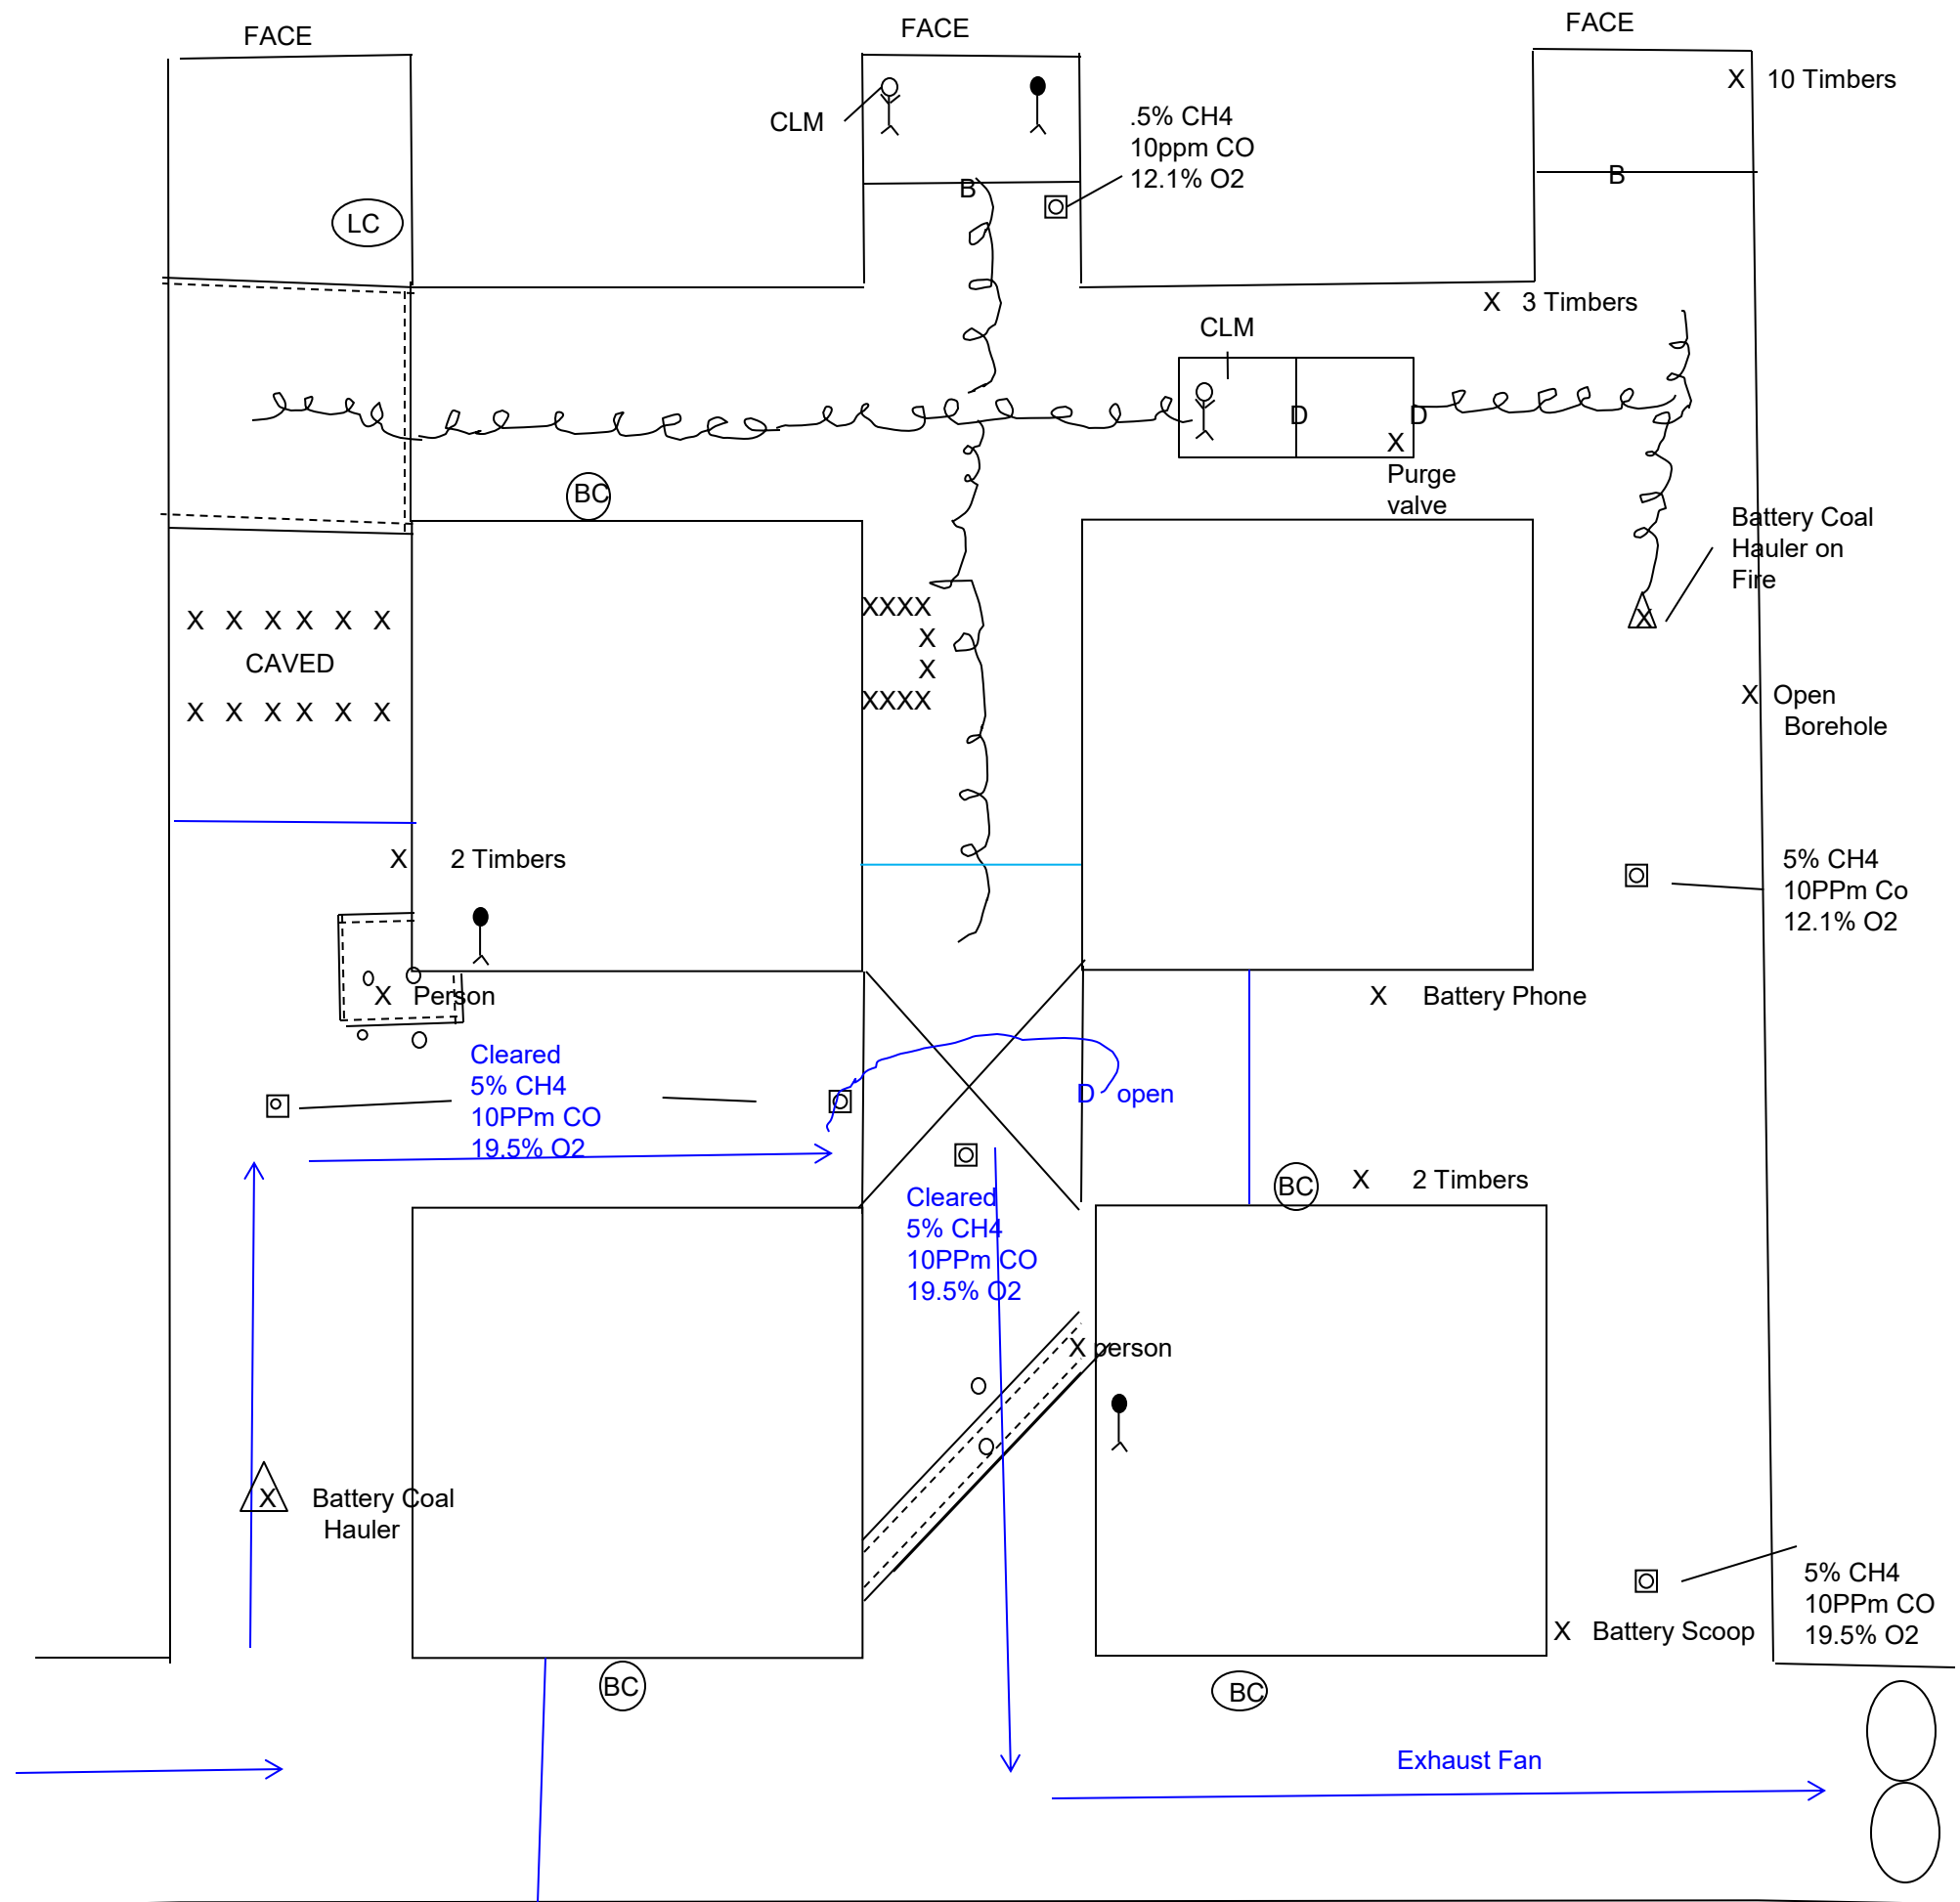 FACE
FACE
FACE
X 10 Timbers
CLM
.5% CH4
10ppm CO
12.1% O2
B
B
LC
X 3 Timbers
CLM
D
D
X
Purge
valve
BC
Battery Coal
Hauler on
Fire
X
X X X X X X
CAVED
X X X X X X
XXXX
X
X
XXXX
X Open
Borehole
X 2 Timbers
5% CH4
10PPm Co
12.1% O2
X Person
X Battery Phone
Cleared
5% CH4
10PPm CO
19.5% O2
D open
BC
X 2 Timbers
Cleared
5% CH4
10PPm CO
19.5% O2
X person
X Battery Coal
Hauler
5% CH4
10PPm CO
19.5% O2
X Battery Scoop
BC
BC
Exhaust Fan